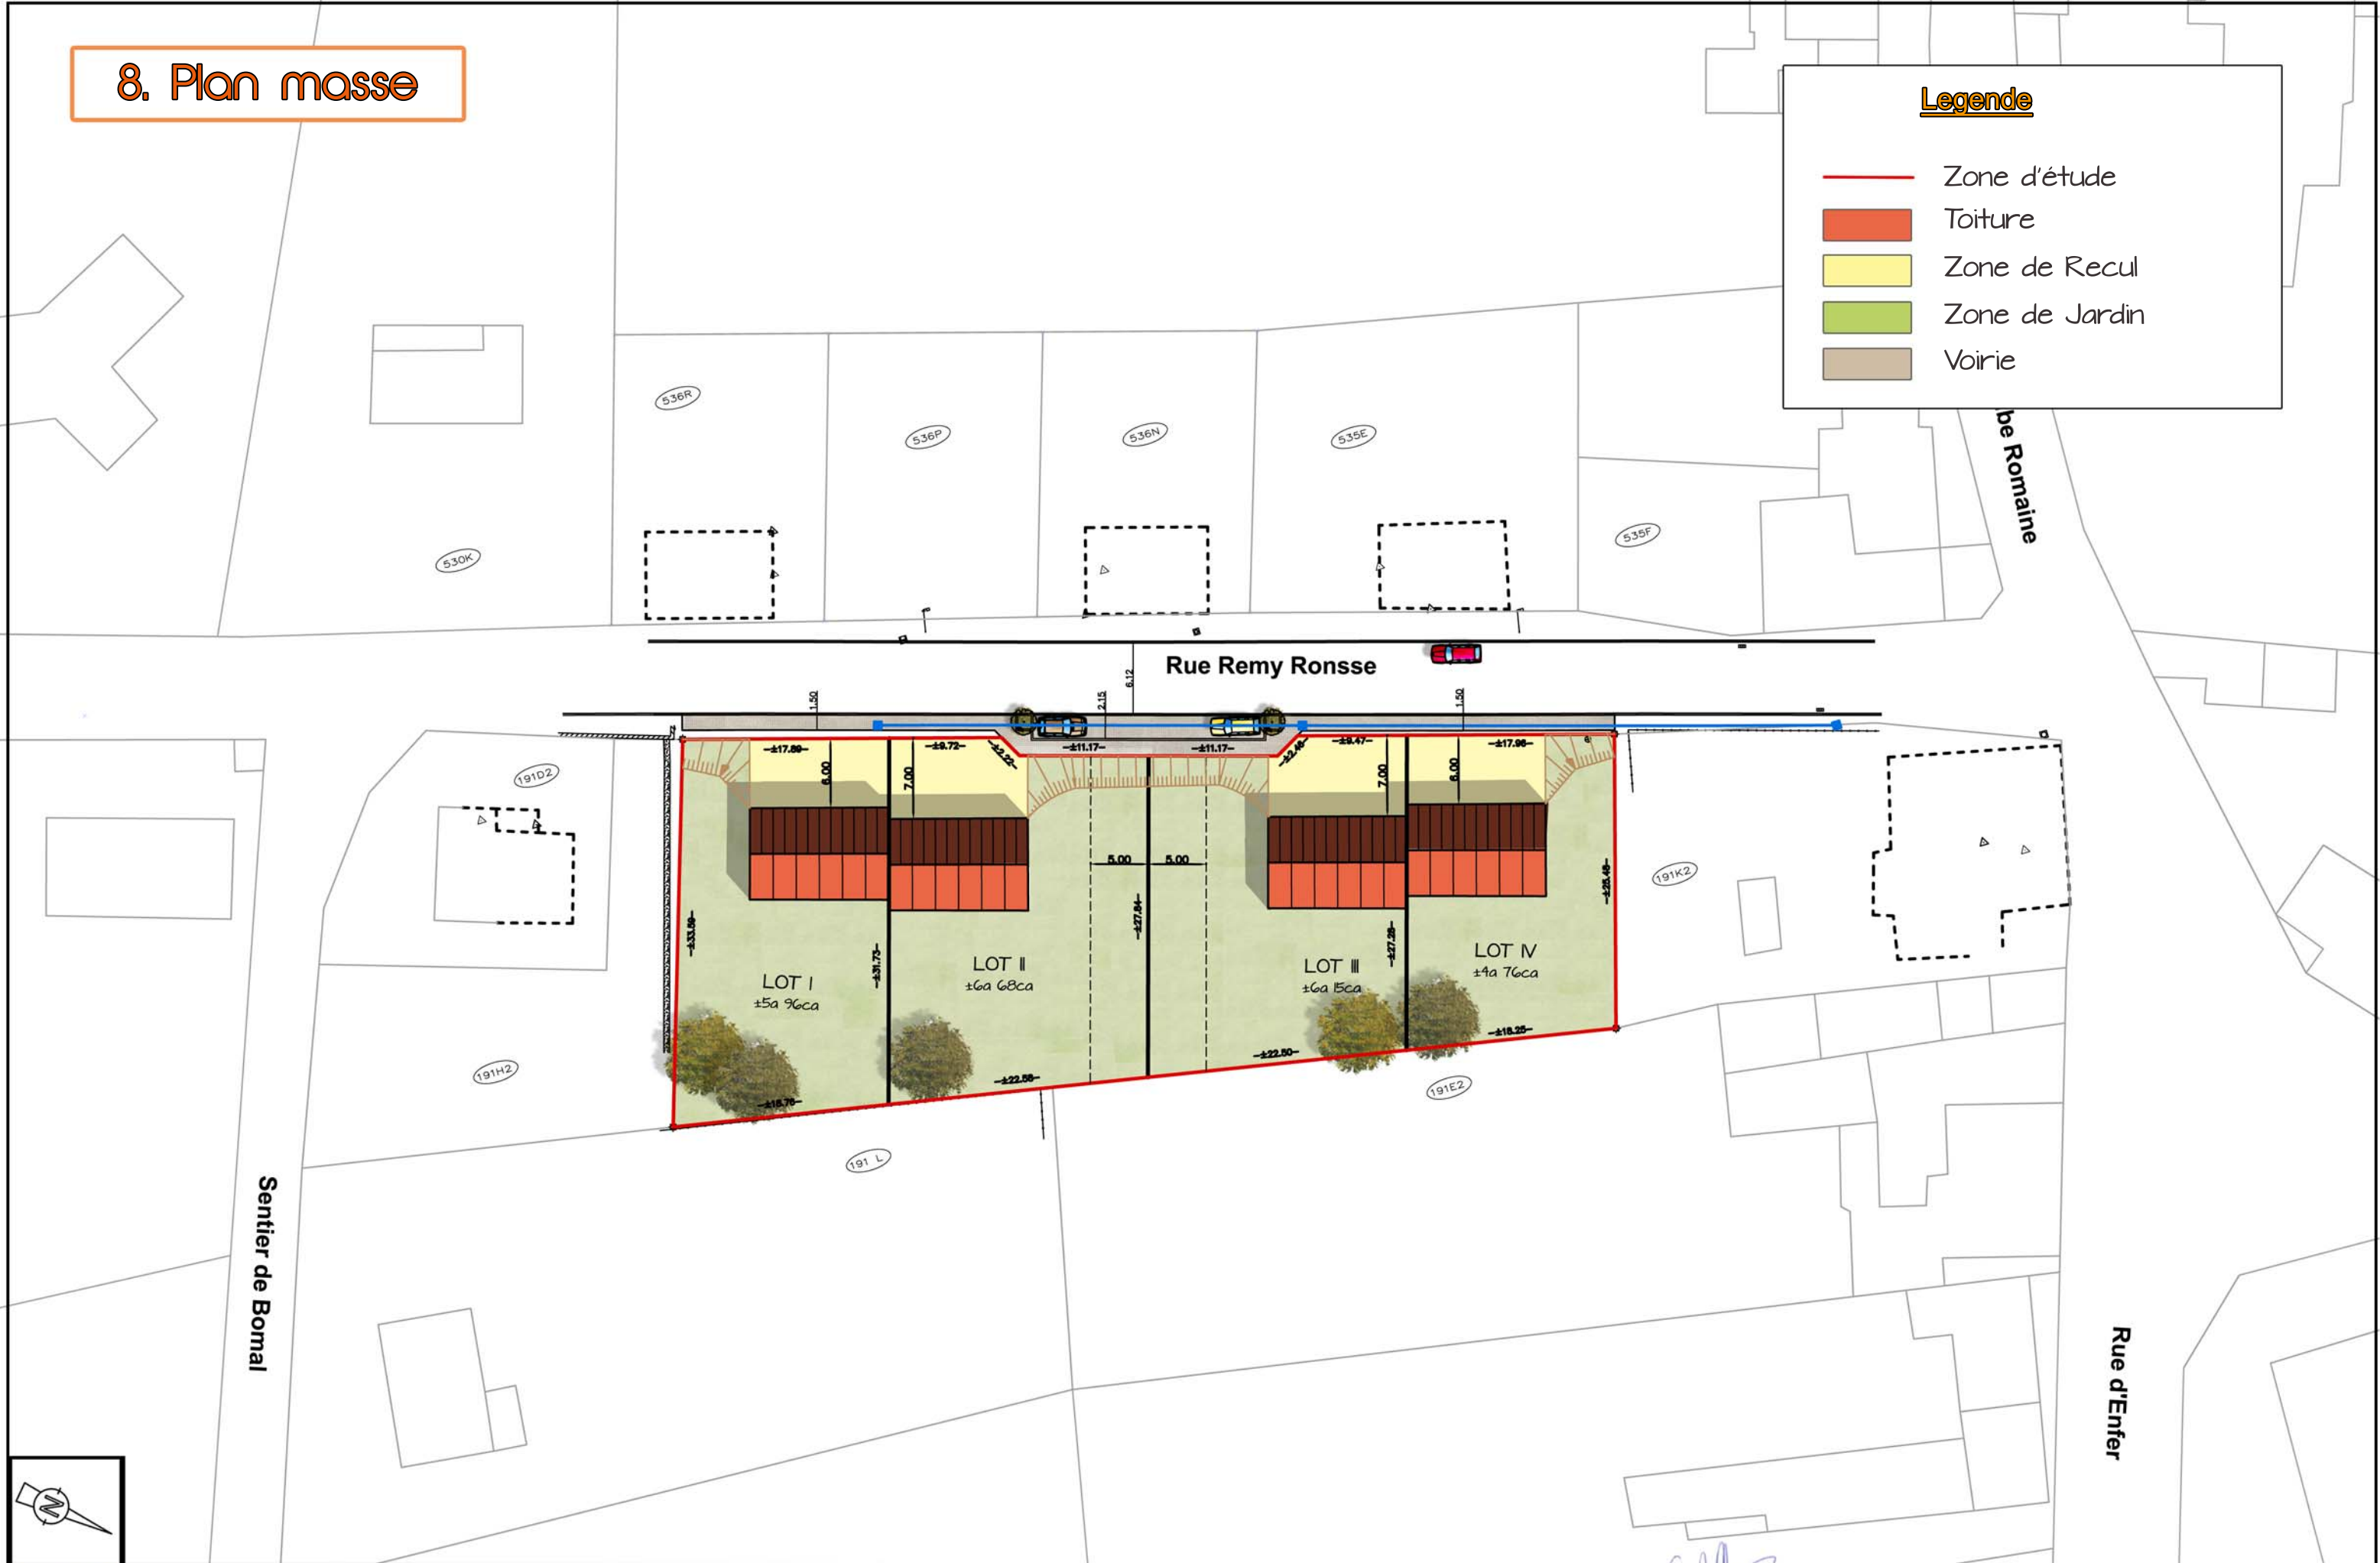 8. Plan masse
Legende
Zone d'étude
Toiture
Zone de Recul
Zone de Jardin
Voirie
be Romaine
536R
536P
536N
535E
535F
530K
Rue Remy Ronsse
1.50
2.15
6.12
1.50
±17.89
±9.72
±2.22
±11.17
±11.17
±9.47
±17.96
6.00
7.00
7.00
6.00
191D2
191K2
5.00
5.00
±33.59
±31.73
±27.84
±27.28
±25.45
LOT I
±5a 96ca
LOT II
±6a 68ca
LOT III
±6a 15ca
LOT IV
±4a 76ca
±22.58
±22.50
±18.25
191H2
191E2
191 L
Sentier de Bomal
Rue d'Enfer
N